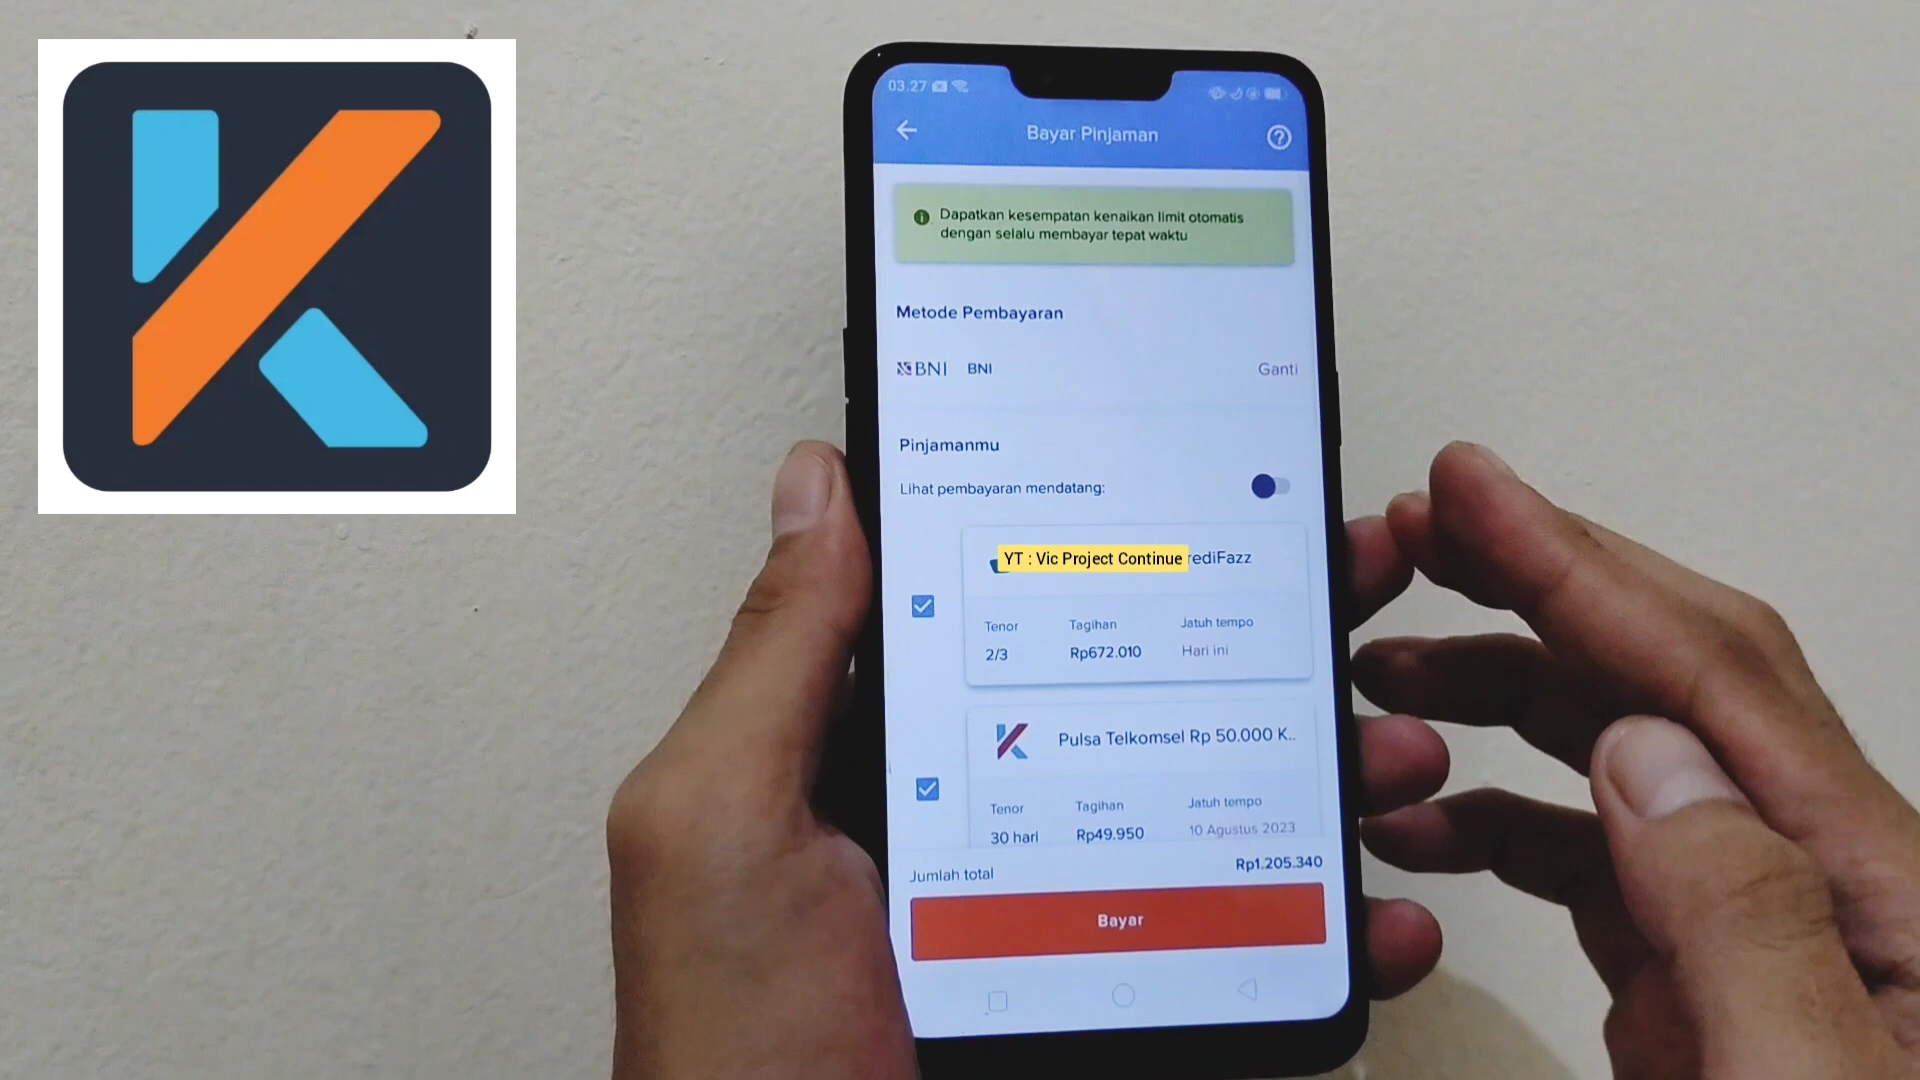 03.27
Bayar Pinjaman
Dapatkan kesempatan kenaikan limit otomatis
dengan selalu membayar tepat waktu
Metode Pembayaran
BNI BNI Ganti
Pinjamanmu
Lihat pembayaran mendatang:
YT : Vic Project Continue rediFazz
Tenor Tagihan Jatuh tempo
2/3 Rp672.010 Hari ini
Pulsa Telkomsel Rp 50.000 K..
Tenor Tagihan Jatuh tempo
30 hari Rp49.950 10 Agustus 2023
Jumlah total Rp1.205.340
Bayar